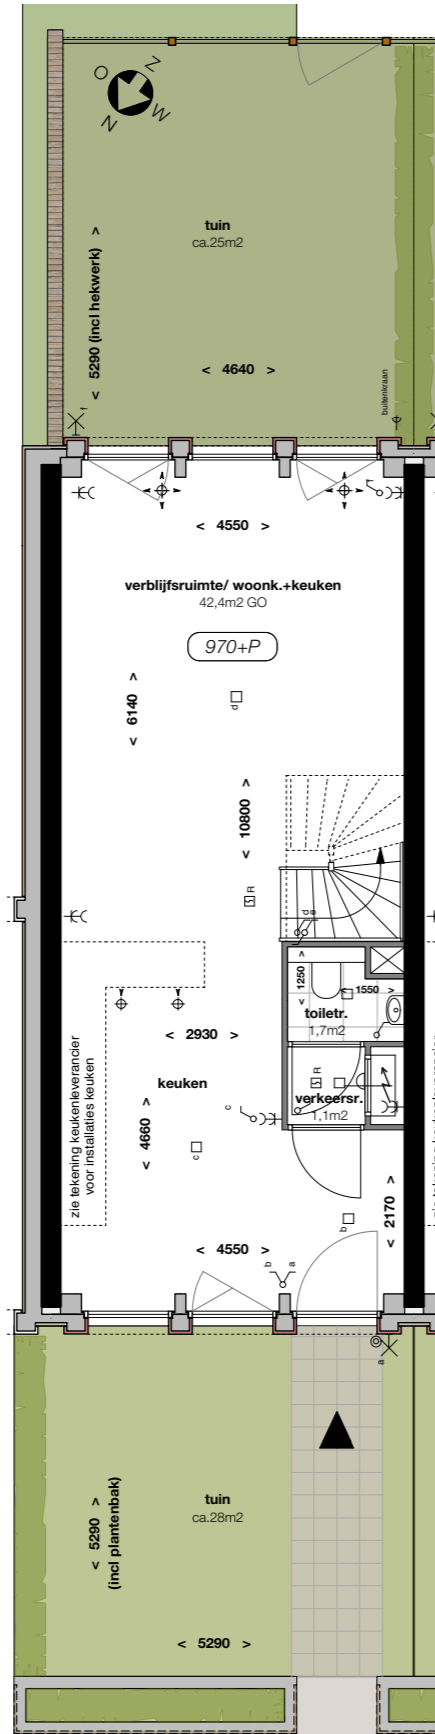 Z
O
W
N
tuin
ca.25m2
< 5290 (incl hekwerk) >
< 4640 >
buitenkraan
f
< 4550 >
verblijfsruimte/ woonk.+keuken
42,4m2 GO
970+P
d
< 6140 >
< 10800 >
R
d
e
< 1250 >
< 1550 >
toiletr.
1,7m2
< 2930 >
keuken
R
verkeersr.
1,1m2
c
c
zie tekening keukenleverancier
voor installaties keuken
< 4660 >
b
< 2170 >
< 4550 >
b
a
a
< 5290 >
(incl plantenbak)
tuin
ca.28m2
< 5290 >